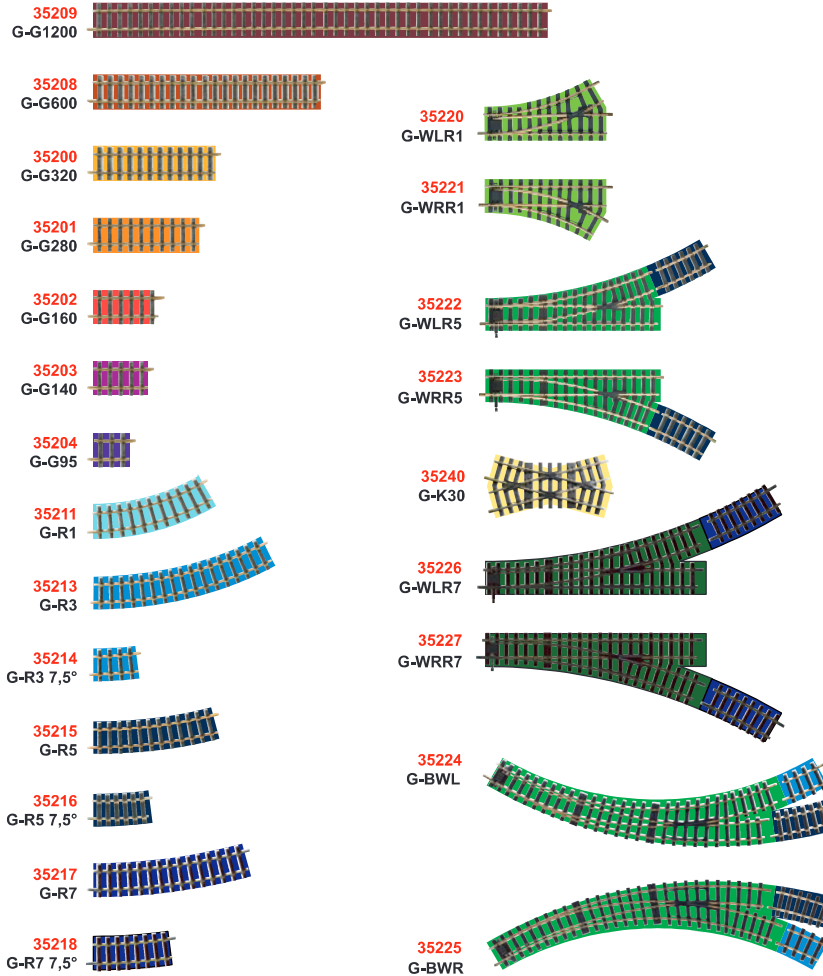 35209
G-G1200
35208
G-G600
35200
G-G320
35201
G-G280
35202
G-G160
35203
G-G140
35204
G-G95
35211
G-R1
35213
G-R3
35214
G-R3 7,5°
35215
G-R5
35216
G-R5 7,5°
35217
G-R7
35218
G-R7 7,5°
35220
G-WLR1
35221
G-WRR1
35222
G-WLR5
35223
G-WRR5
35240
G-K30
35226
G-WLR7
35227
G-WRR7
35224
G-BWL
35225
G-BWR